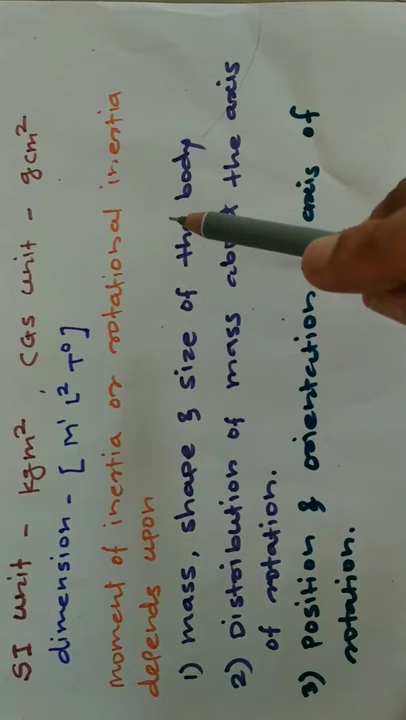 SI unit - kgm², CGS unit - gcm²
dimension - [M¹ L² T⁰]
moment of inertia or rotational inertia
depends upon
1) mass, shape & size of the body
2) Distribution of mass about the axis
of rotation.
3) Position & orientation axis of
rotation.